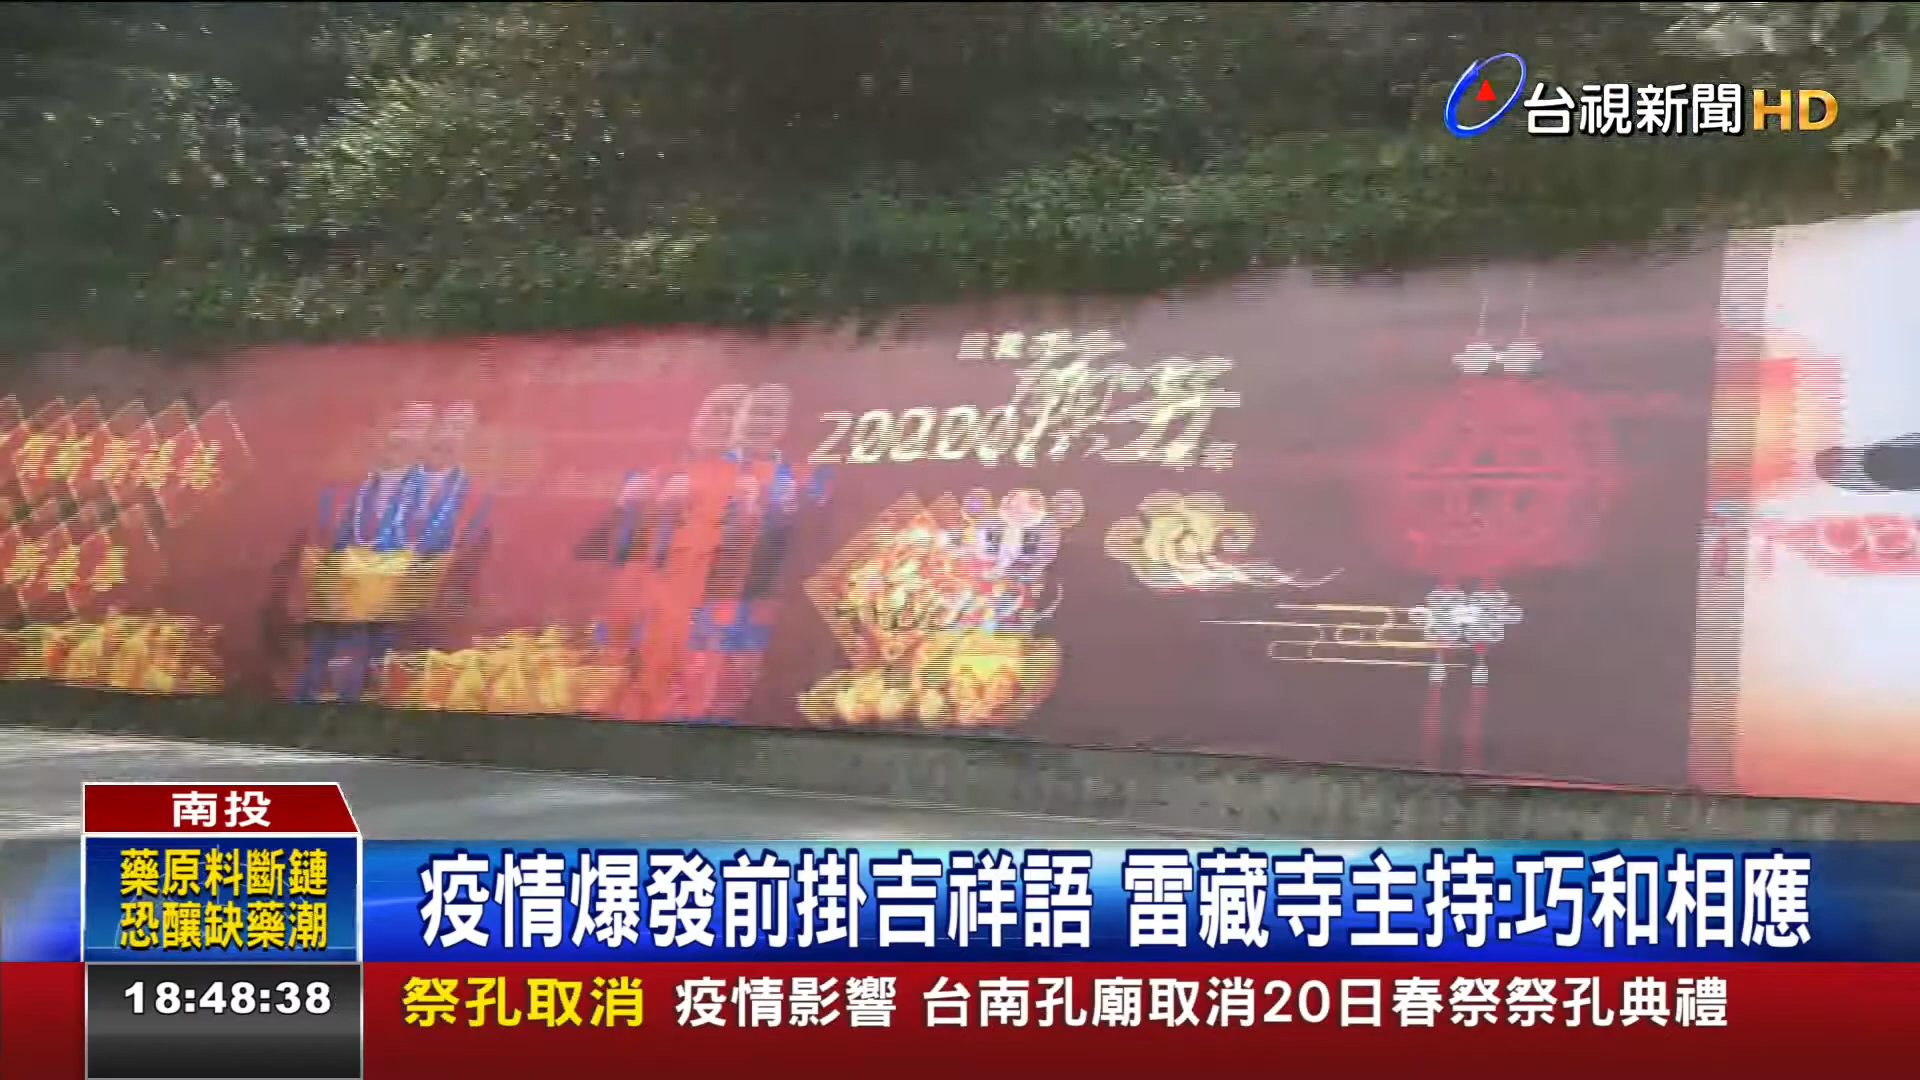 台視新聞HD
南投
藥原料斷鏈
恐釀缺藥潮
疫情爆發前掛吉祥語 雷藏寺主持:巧和相應
18:48:38
祭孔取消 疫情影響 台南孔廟取消20日春祭祭孔典禮